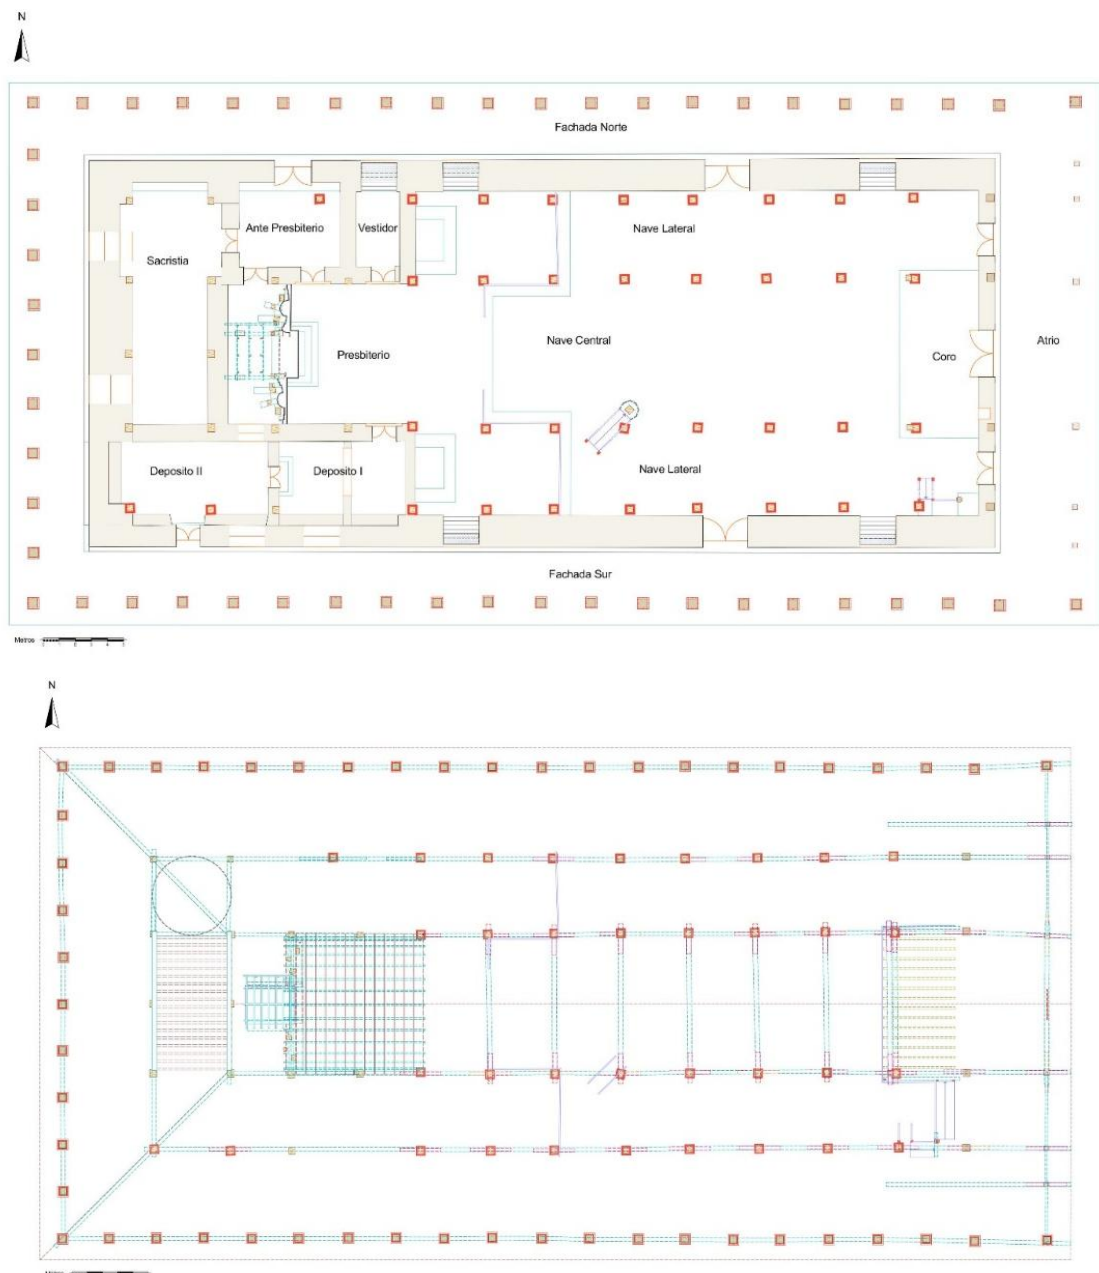 N
Fachada Norte
Ante Presbiterio
Vestidor
Nave Lateral
Sacristia
Presbiterio
Nave Central
Coro
Atrio
Deposito II
Deposito I
Nave Lateral
Fachada Sur
Metros
N